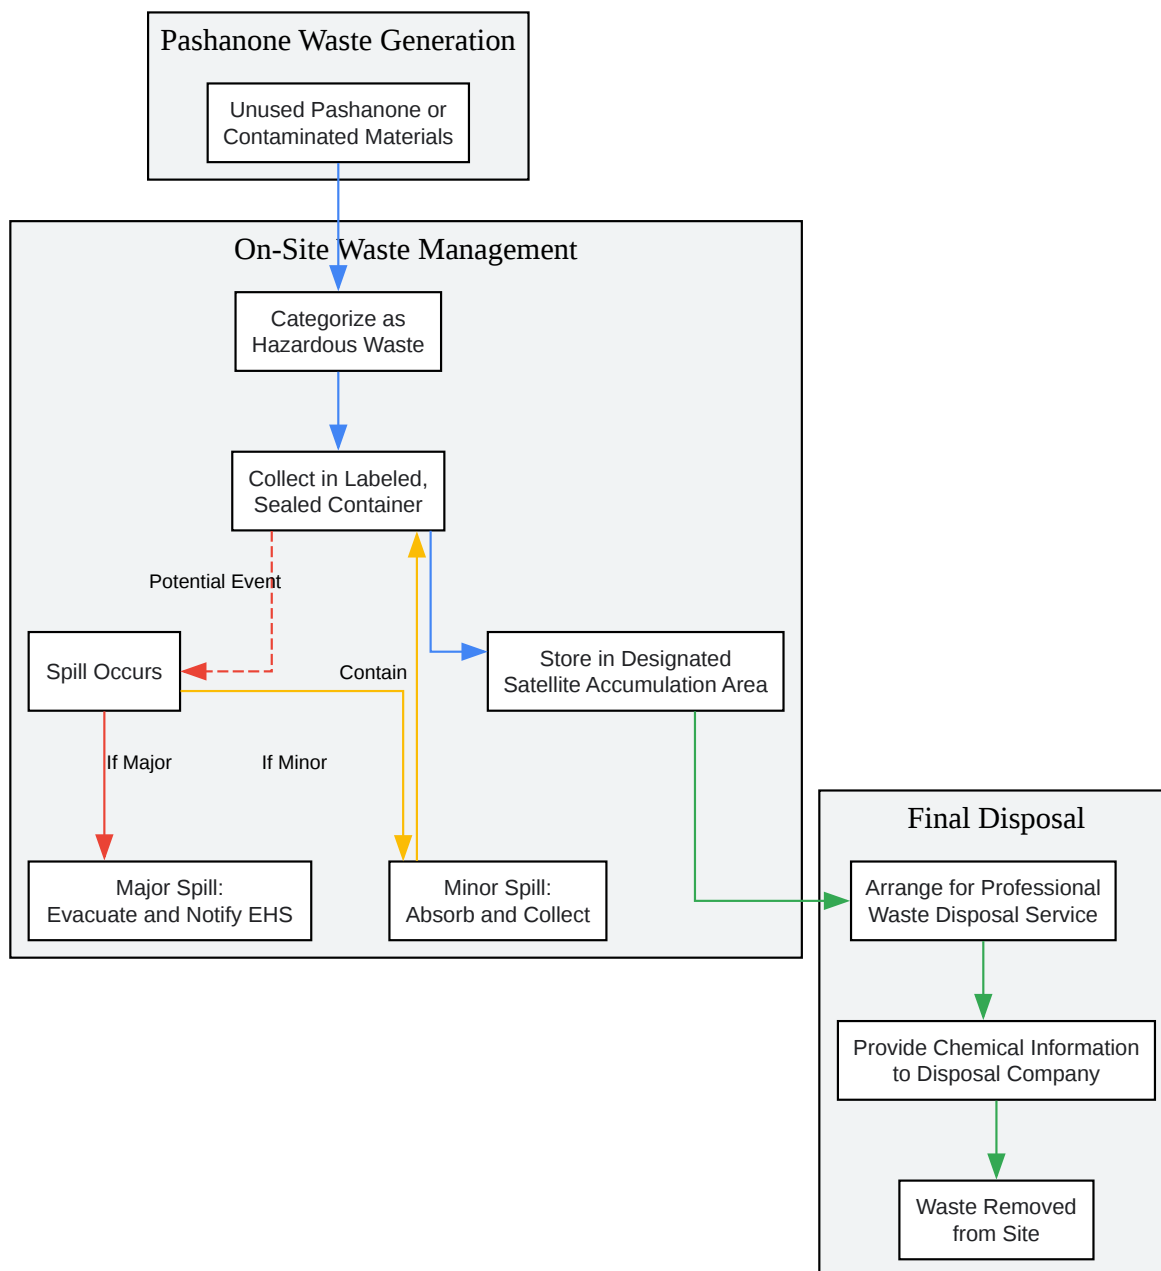 Pashanone Waste Generation
Unused Pashanone or
Contaminated Materials
On-Site Waste Management
Categorize as
Hazardous Waste
Collect in Labeled,
Sealed Container
Potential Event
Spill Occurs
Contain
Store in Designated
Satellite Accumulation Area
If Major
If Minor
Major Spill:
Evacuate and Notify EHS
Minor Spill:
Absorb and Collect
Final Disposal
Arrange for Professional
Waste Disposal Service
Provide Chemical Information
to Disposal Company
Waste Removed
from Site